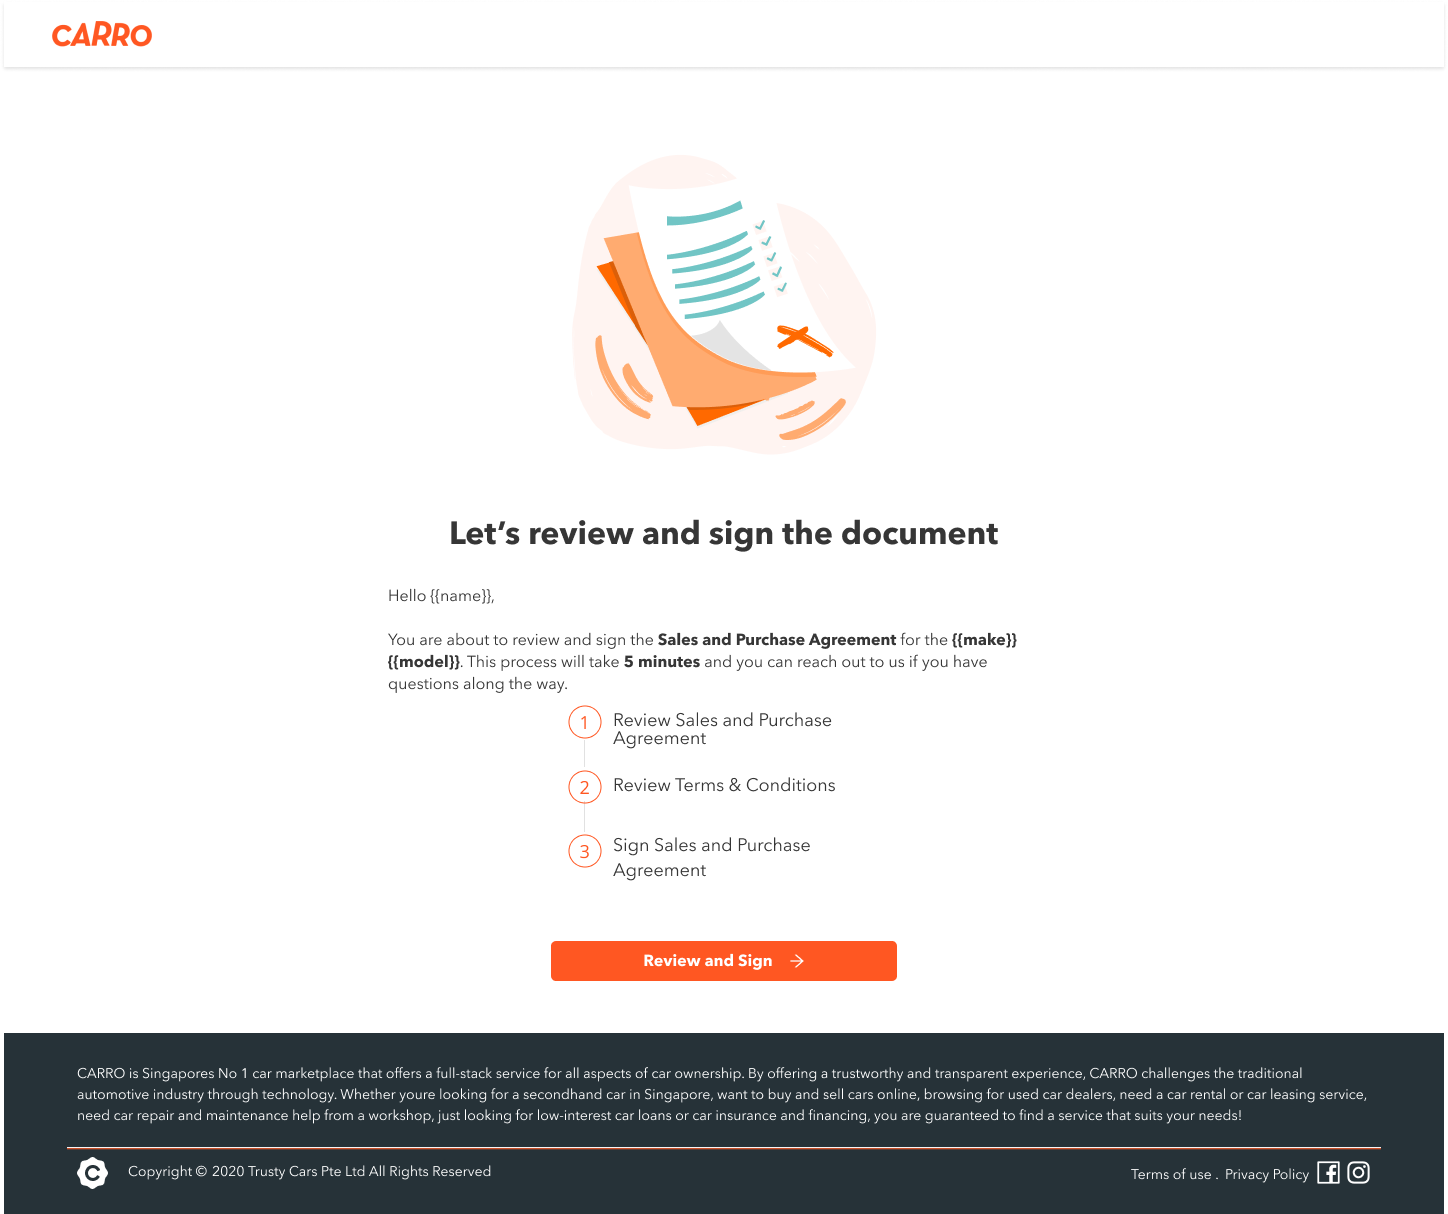 CARRO
Let's review and sign the document
Hello {{name}},
You are about to review and sign the Sales and Purchase Agreement for the {{make}}
{{model}}. This process will take 5 minutes and you can reach out to us if you have
questions along the way.
1 Review Sales and Purchase
Agreement
2 Review Terms & Conditions
3 Sign Sales and Purchase
Agreement
Review and Sign
CARRO is Singapores No 1 car marketplace that offers a full-stack service for all aspects of car ownership. By offering a trustworthy and transparent experience, CARRO challenges the traditional
automotive industry through technology. Whether youre looking for a secondhand car in Singapore, want to buy and sell cars online, browsing for used car dealers, need a car rental or car leasing service,
need car repair and maintenance help from a workshop, just looking for low-interest car loans or car insurance and financing, you are guaranteed to find a service that suits your needs!
C Copyright © 2020 Trusty Cars Pte Ltd All Rights Reserved
Terms of use . Privacy Policy